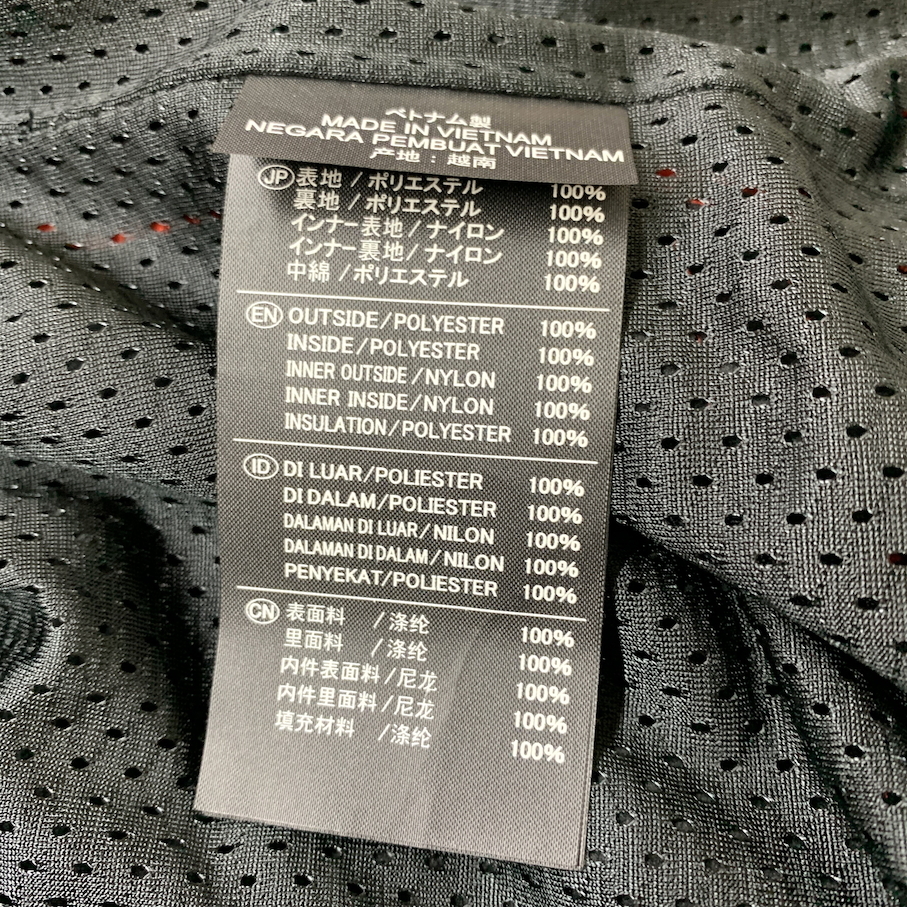 ベトナム製
MADE IN VIETNAM
NEGARA PEMBUAT VIETNAM
产地：越南
JP 表地 / ポリエステル 100%
裏地 / ポリエステル 100%
インナー表地 / ナイロン 100%
インナー裏地 / ナイロン 100%
中綿 / ポリエステル 100%
EN OUTSIDE/POLYESTER 100%
INSIDE/POLYESTER 100%
INNER OUTSIDE/NYLON 100%
INNER INSIDE/NYLON 100%
INSULATION/POLYESTER 100%
ID DI LUAR/POLIESTER 100%
DI DALAM/POLIESTER 100%
DALAMAN DI LUAR/NILON 100%
DALAMAN DI DALAM/NILON 100%
PENYEKAT/POLIESTER 100%
CN 表面料 /涤纶 100%
里面料 /涤纶 100%
内件表面料/尼龙 100%
内件里面料/尼龙 100%
填充材料 /涤纶 100%